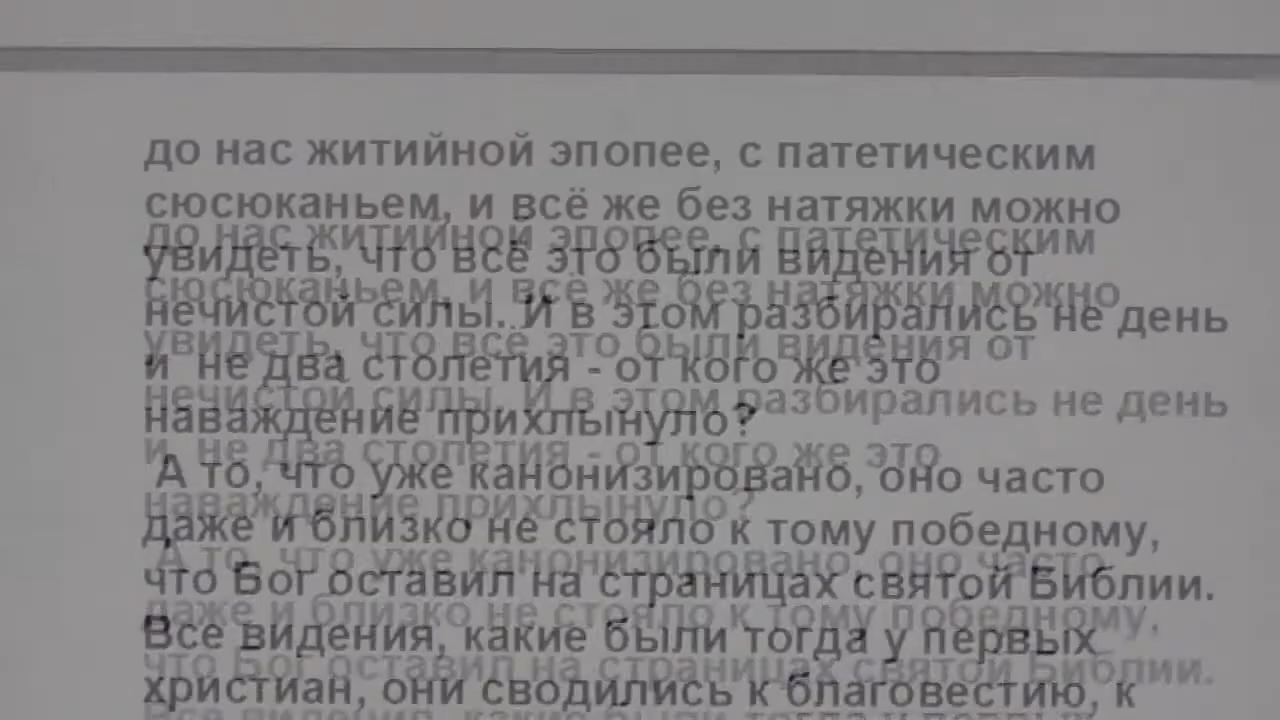 до нас житийной эпопее, с патетическим
сюсюканьем, и всё же без натяжки можно
увидеть, что всё это были видения от
нечистой силы. И в этом разбирались не день
и  не два столетия - от кого же это
наваждение прихлынуло?
А то, что уже канонизировано, оно часто
даже и близко не стояло к тому победному,
что Бог оставил на страницах святой Библии.
Все видения, какие были тогда у первых
христиан, они сводились к благовестию, к